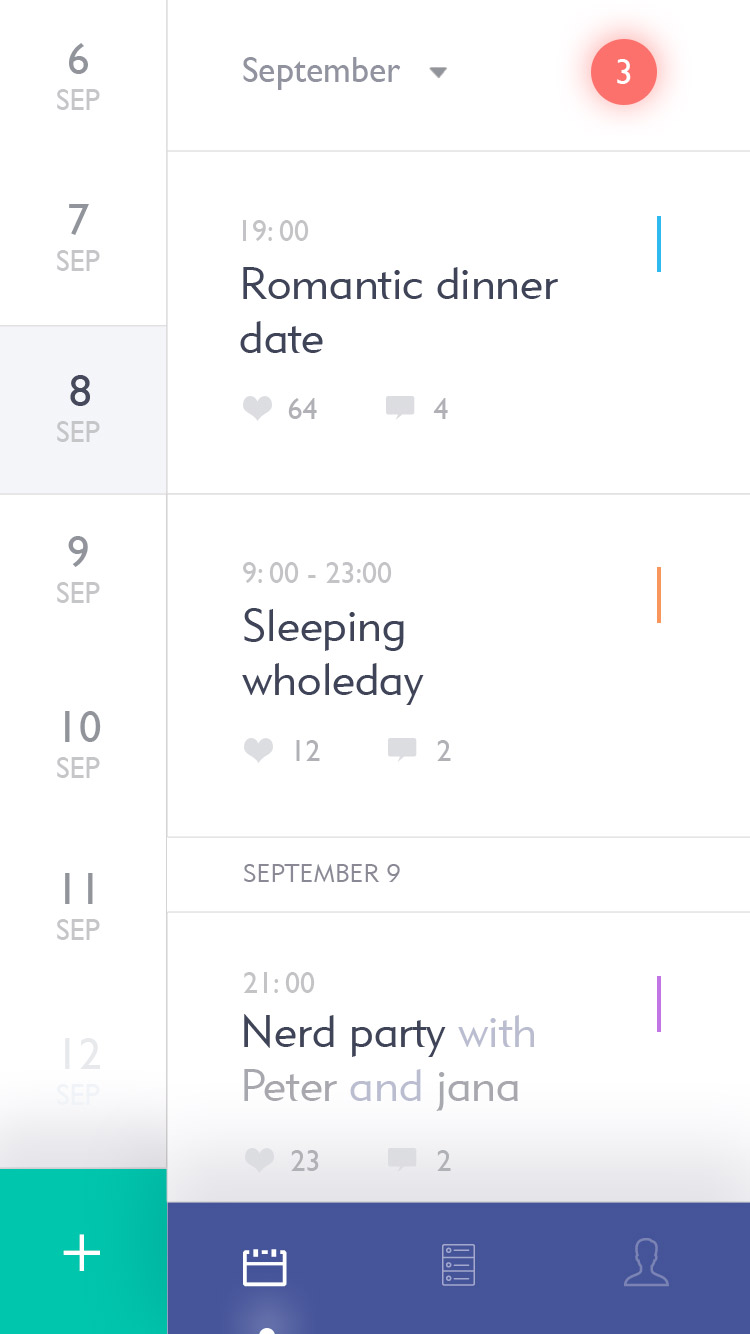 6
SEP
7
SEP
8
SEP
9
SEP
10
SEP
11
SEP
12
SEP
September
3
19:00
Romantic dinner
date
64 4
9:00 - 23:00
Sleeping
wholeday
12 2
SEPTEMBER 9
21:00
Nerd party with
Peter and jana
23 2
+